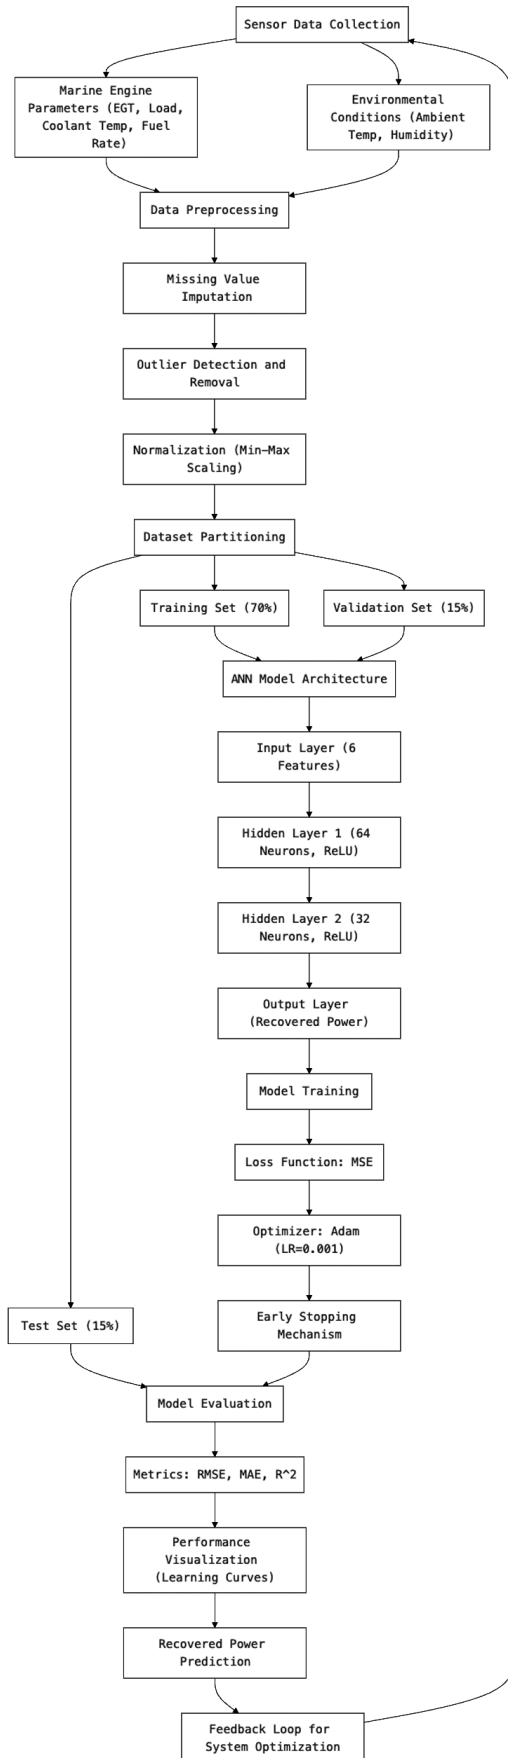 Sensor Data Collection
Marine Engine
Parameters (EGT, Load,
Coolant Temp, Fuel
Rate)
Environmental
Conditions (Ambient
Temp, Humidity)
Data Preprocessing
Missing Value
Imputation
Outlier Detection and
Removal
Normalization (Min−Max
Scaling)
Dataset Partitioning
Training Set (70%)
Validation Set (15%)
ANN Model Architecture
Input Layer (6
Features)
Hidden Layer 1 (64
Neurons, ReLU)
Hidden Layer 2 (32
Neurons, ReLU)
Output Layer
(Recovered Power)
Model Training
Loss Function: MSE
Optimizer: Adam
(LR=0.001)
Early Stopping
Mechanism
Test Set (15%)
Model Evaluation
Metrics: RMSE, MAE, R^2
Performance
Visualization
(Learning Curves)
Recovered Power
Prediction
Feedback Loop for
System Optimization